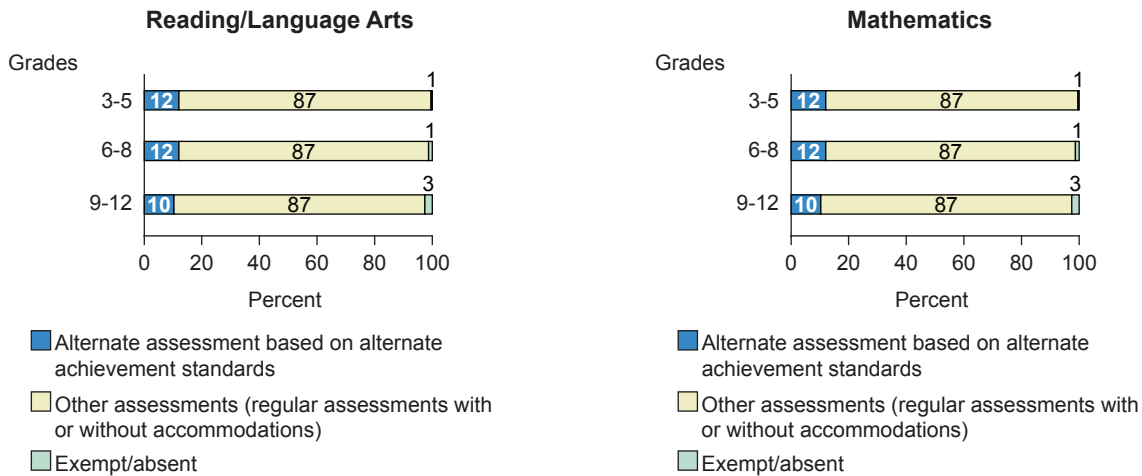 Reading/Language Arts
Grades
1
3-5
12
87
1
6-8
12
87
3
9-12
10
87
0 20 40 60 80 100
Percent
Alternate assessment based on alternate
achievement standards
Other assessments (regular assessments with
or without accommodations)
Exempt/absent
Mathematics
Grades
1
3-5
12
87
1
6-8
12
87
3
9-12
10
87
0 20 40 60 80 100
Percent
Alternate assessment based on alternate
achievement standards
Other assessments (regular assessments with
or without accommodations)
Exempt/absent